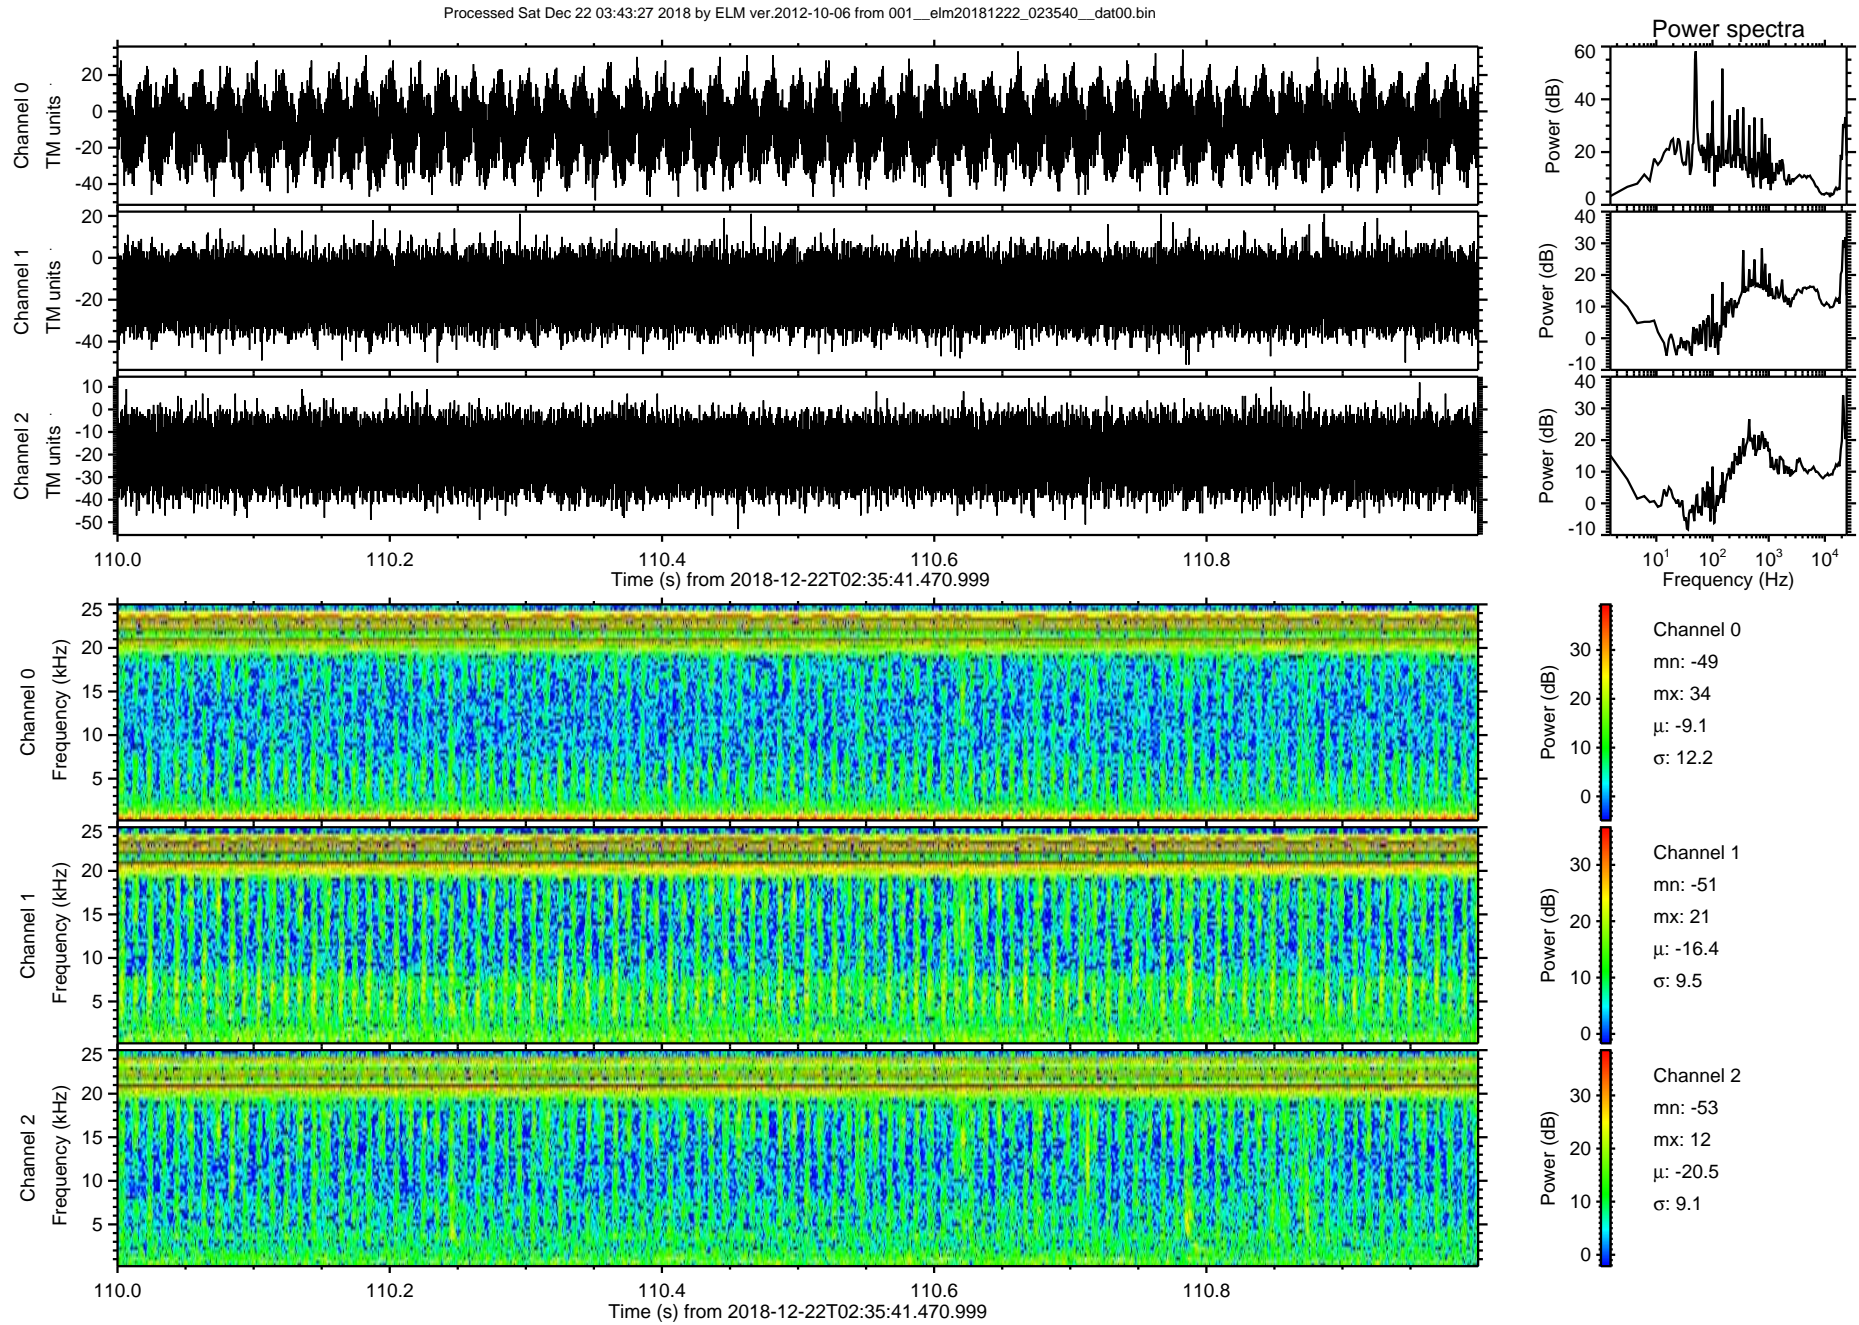 Processed Sat Dec 22 03:43:27 2018 by ELM ver.2012-10-06 from 001__elm20181222_023540__dat00.bin
Power spectra
Channel 0
TM units
20
0
-20
-40
Power (dB)
60
40
20
0
Channel 1
TM units
20
0
-20
-40
Power (dB)
40
30
20
10
0
-10
Channel 2
TM units
10
0
-10
-20
-30
-40
-50
Power (dB)
40
30
20
10
0
-10
110.0 110.2 110.4 110.6 110.8
Time (s) from 2018-12-22T02:35:41.470.999
10¹ 10² 10³ 10⁴
Frequency (Hz)
Channel 0
Frequency (kHz)
25
20
15
10
5
Power (dB)
30
20
10
0
Channel 0
mn: -49
mx: 34
μ: -9.1
σ: 12.2
Channel 1
Frequency (kHz)
25
20
15
10
5
Power (dB)
30
20
10
0
Channel 1
mn: -51
mx: 21
μ: -16.4
σ: 9.5
Channel 2
Frequency (kHz)
25
20
15
10
5
Power (dB)
30
20
10
0
Channel 2
mn: -53
mx: 12
μ: -20.5
σ: 9.1
110.0 110.2 110.4 110.6 110.8
Time (s) from 2018-12-22T02:35:41.470.999